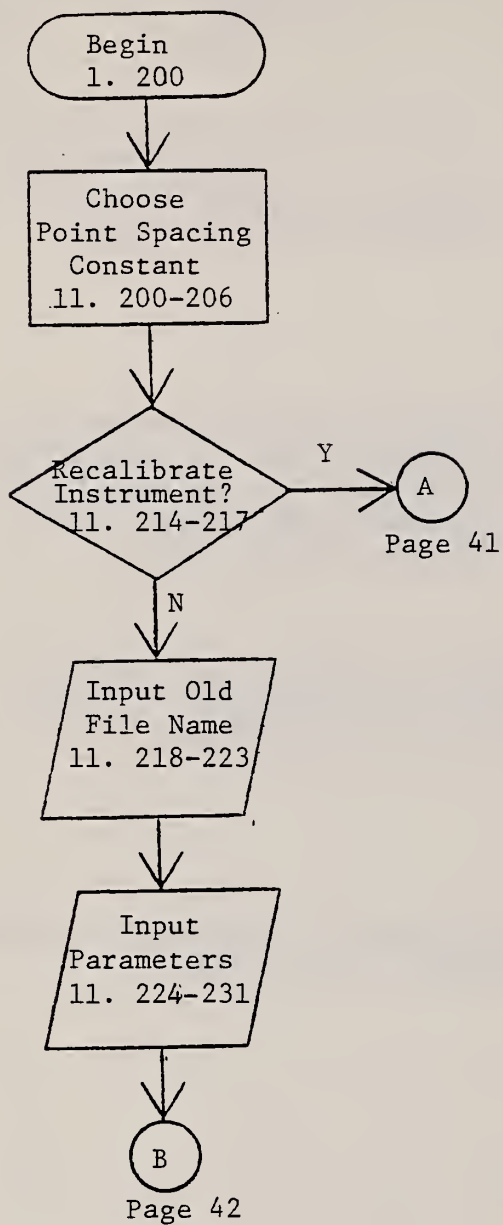 Begin
1. 200
Choose
Point Spacing
Constant
11. 200-206
Recalibrate
Instrument?
11. 214-217
Y
A
Page 41
N
Input Old
File Name
11. 218-223
Input
Parameters
11. 224-231
B
Page 42